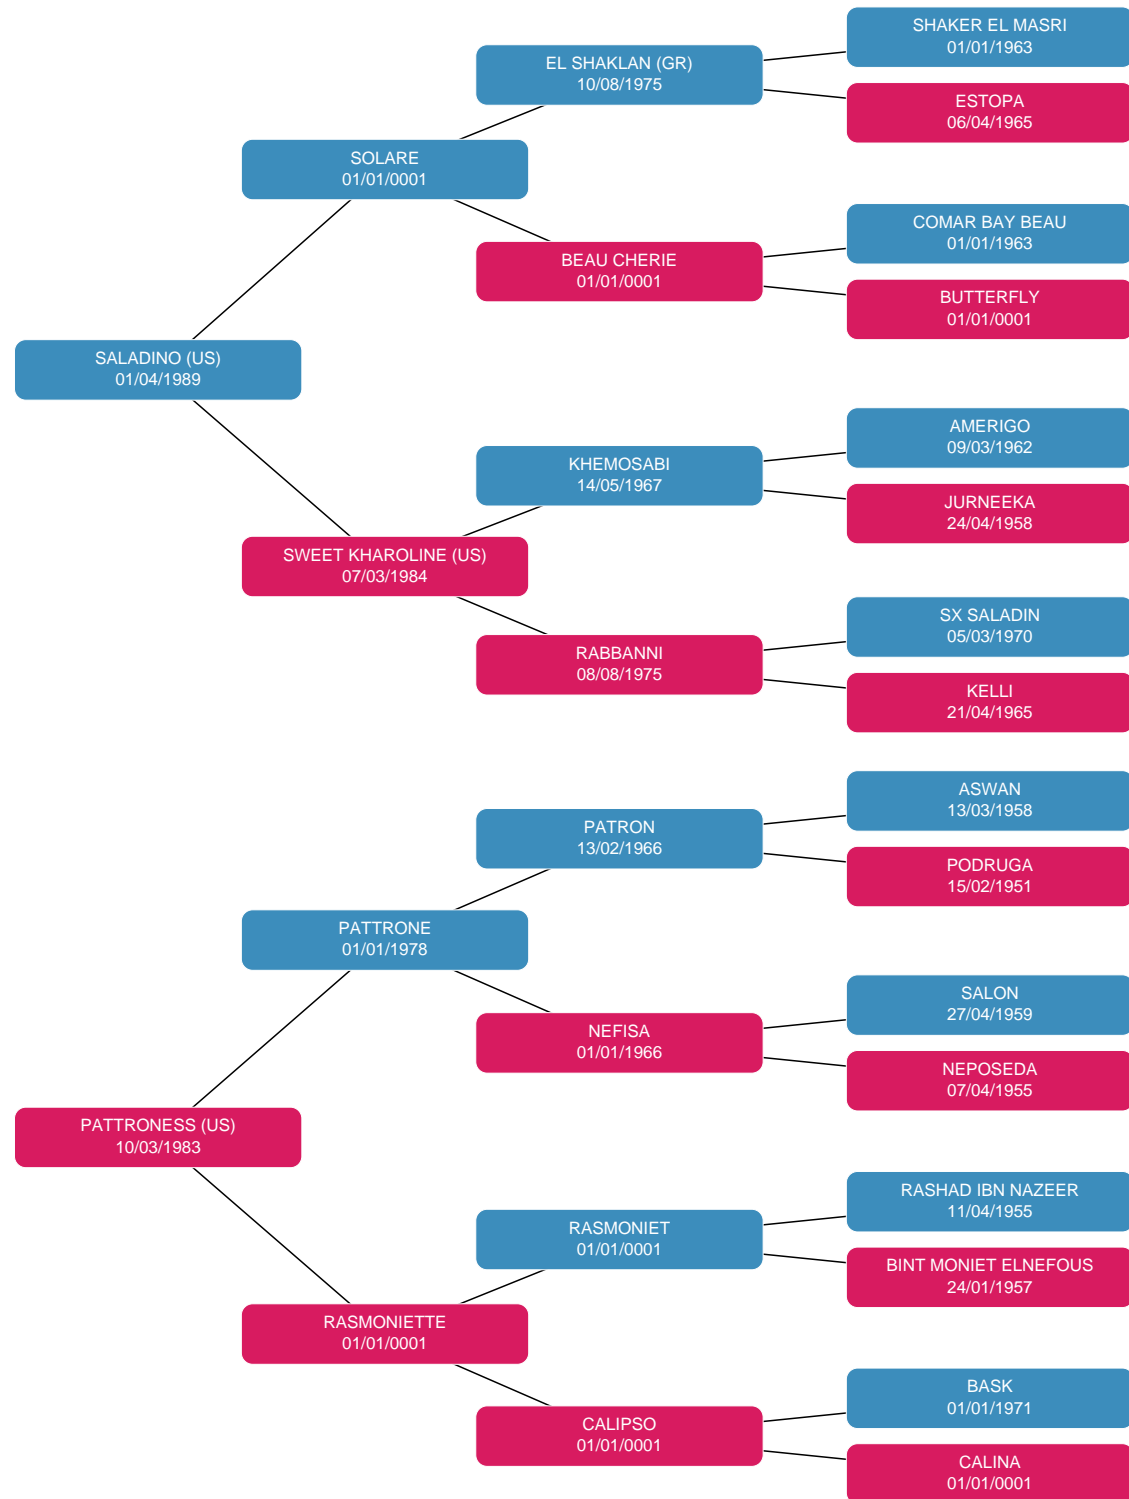 SHAKER EL MASRI
01/01/1963
EL SHAKLAN (GR)
10/08/1975
ESTOPA
06/04/1965
SOLARE
01/01/0001
COMAR BAY BEAU
01/01/1963
BEAU CHERIE
01/01/0001
BUTTERFLY
01/01/0001
SALADINO (US)
01/04/1989
AMERIGO
09/03/1962
KHEMOSABI
14/05/1967
JURNEEKA
24/04/1958
SWEET KHAROLINE (US)
07/03/1984
SX SALADIN
05/03/1970
RABBANNI
08/08/1975
KELLI
21/04/1965
ASWAN
13/03/1958
PATRON
13/02/1966
PODRUGA
15/02/1951
PATTRONE
01/01/1978
SALON
27/04/1959
NEFISA
01/01/1966
NEPOSEDA
07/04/1955
PATTRONESS (US)
10/03/1983
RASHAD IBN NAZEER
11/04/1955
RASMONIET
01/01/0001
BINT MONIET ELNEFOUS
24/01/1957
RASMONIETTE
01/01/0001
BASK
01/01/1971
CALIPSO
01/01/0001
CALINA
01/01/0001